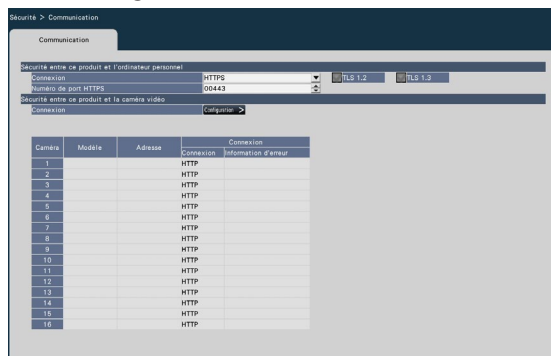 Sécurité > Communication
Communication
Sécurité entre ce produit et l'ordinateur personnel
Connexion HTTPS TLS 1.2 TLS 1.3
Numéro de port HTTPS 00443
Sécurité entre ce produit et la caméra vidéo
Connexion Configuration >
Caméra Modèle Adresse Connexion
Connexion Information d'erreur
1 HTTP
2 HTTP
3 HTTP
4 HTTP
5 HTTP
6 HTTP
7 HTTP
8 HTTP
9 HTTP
10 HTTP
11 HTTP
12 HTTP
13 HTTP
14 HTTP
15 HTTP
16 HTTP